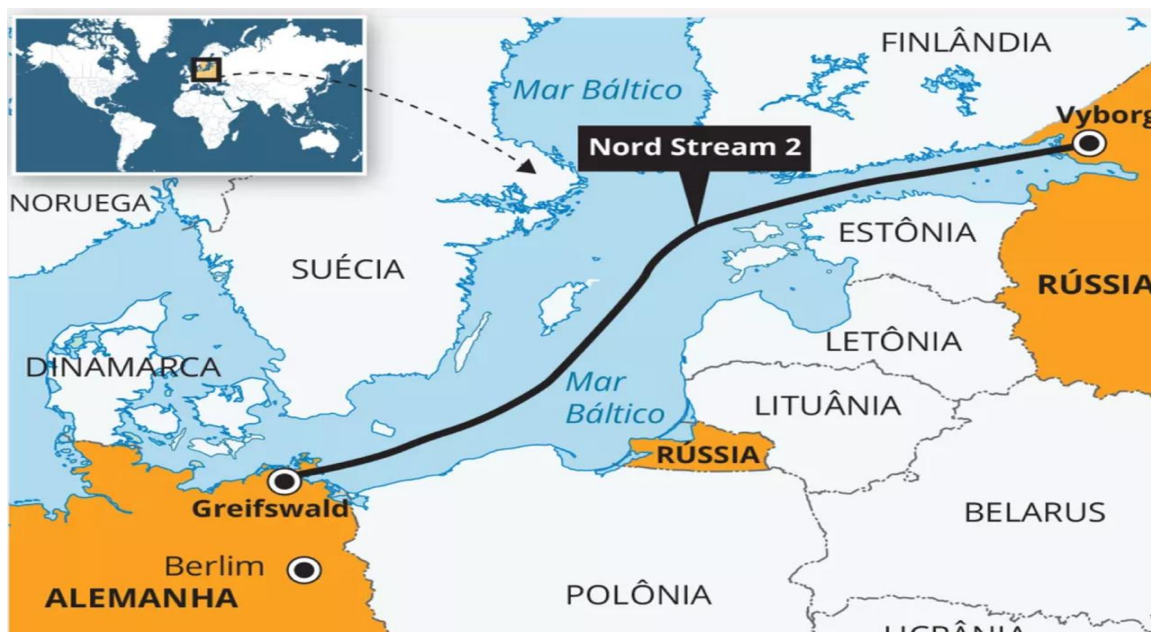 FINLÂNDIA
Mar Báltico
Vyborg
Nord Stream 2
NORUEGA
ESTÔNIA
SUÉCIA
RÚSSIA
LETÔNIA
DINAMARCA
Mar
Báltico
LITUÂNIA
RÚSSIA
Greifswald
BELARUS
Berlim
ALEMANHA
POLÔNIA
UCRÂNIA